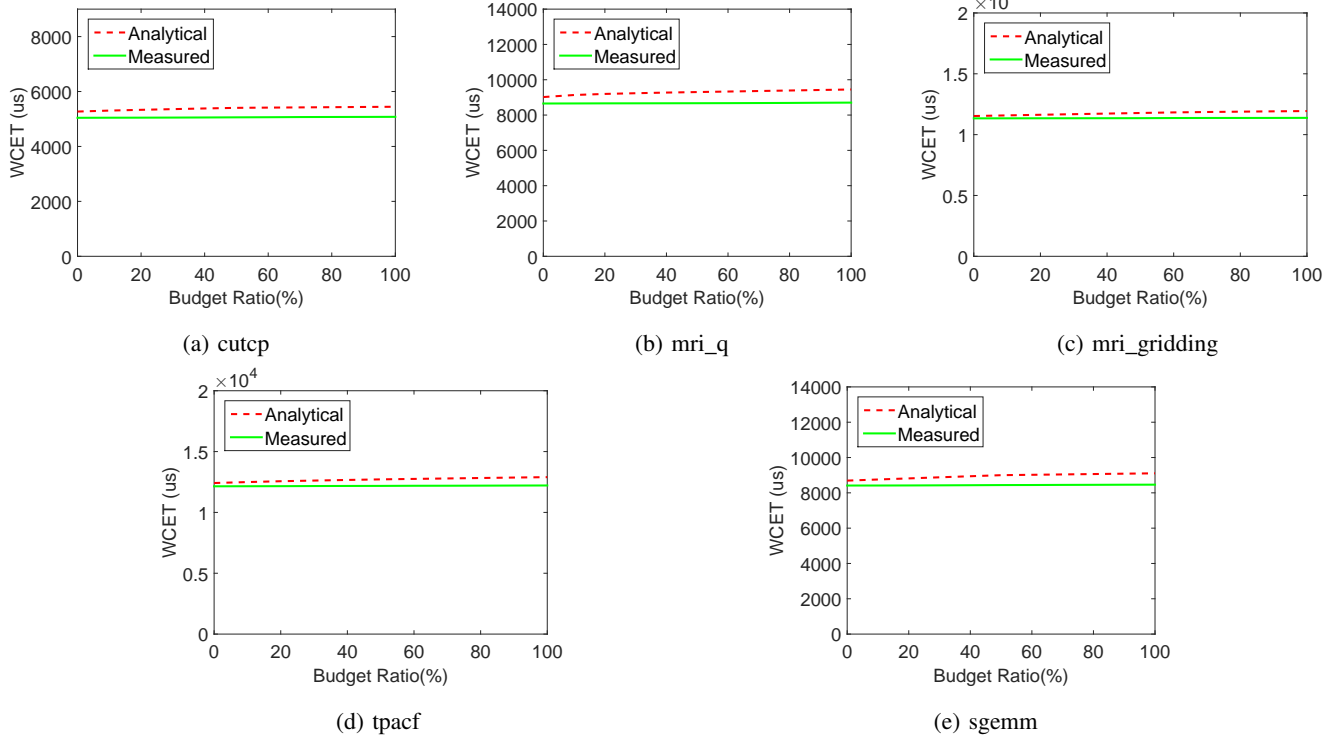 8000
6000
4000
2000
0
WCET (us)
Analytical
Measured
0 20 40 60 80 100
Budget Ratio(%)
(a) cutcp
14000
12000
10000
8000
6000
4000
2000
0
WCET (us)
Analytical
Measured
0 20 40 60 80 100
Budget Ratio(%)
(b) mri_q
×10
2
1.5
1
0.5
0
WCET (us)
Analytical
Measured
0 20 40 60 80 100
Budget Ratio(%)
(c) mri_gridding
×10⁴
2
1.5
1
0.5
0
WCET (us)
Analytical
Measured
0 20 40 60 80 100
Budget Ratio(%)
(d) tpacf
14000
12000
10000
8000
6000
4000
2000
0
WCET (us)
Analytical
Measured
0 20 40 60 80 100
Budget Ratio(%)
(e) sgemm